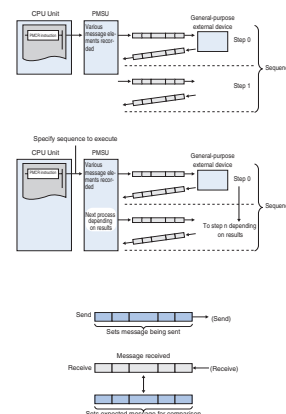 CPU Unit
PMSU
General-purpose
external device
PMCR instruction
Various
message ele-
ments recor-
ded
Step 0
Step 1
Sequence
Specify sequence to execute
CPU Unit
PMSU
General-purpose
external device
PMCR instruction
Various
message ele-
ments recor-
ded
Step 0
Sequence
Next process
depending
on results
To step n depending
on results
Send
(Send)
Sets message being sent
Message received
Receive
(Receive)
Sets expected message for comparison